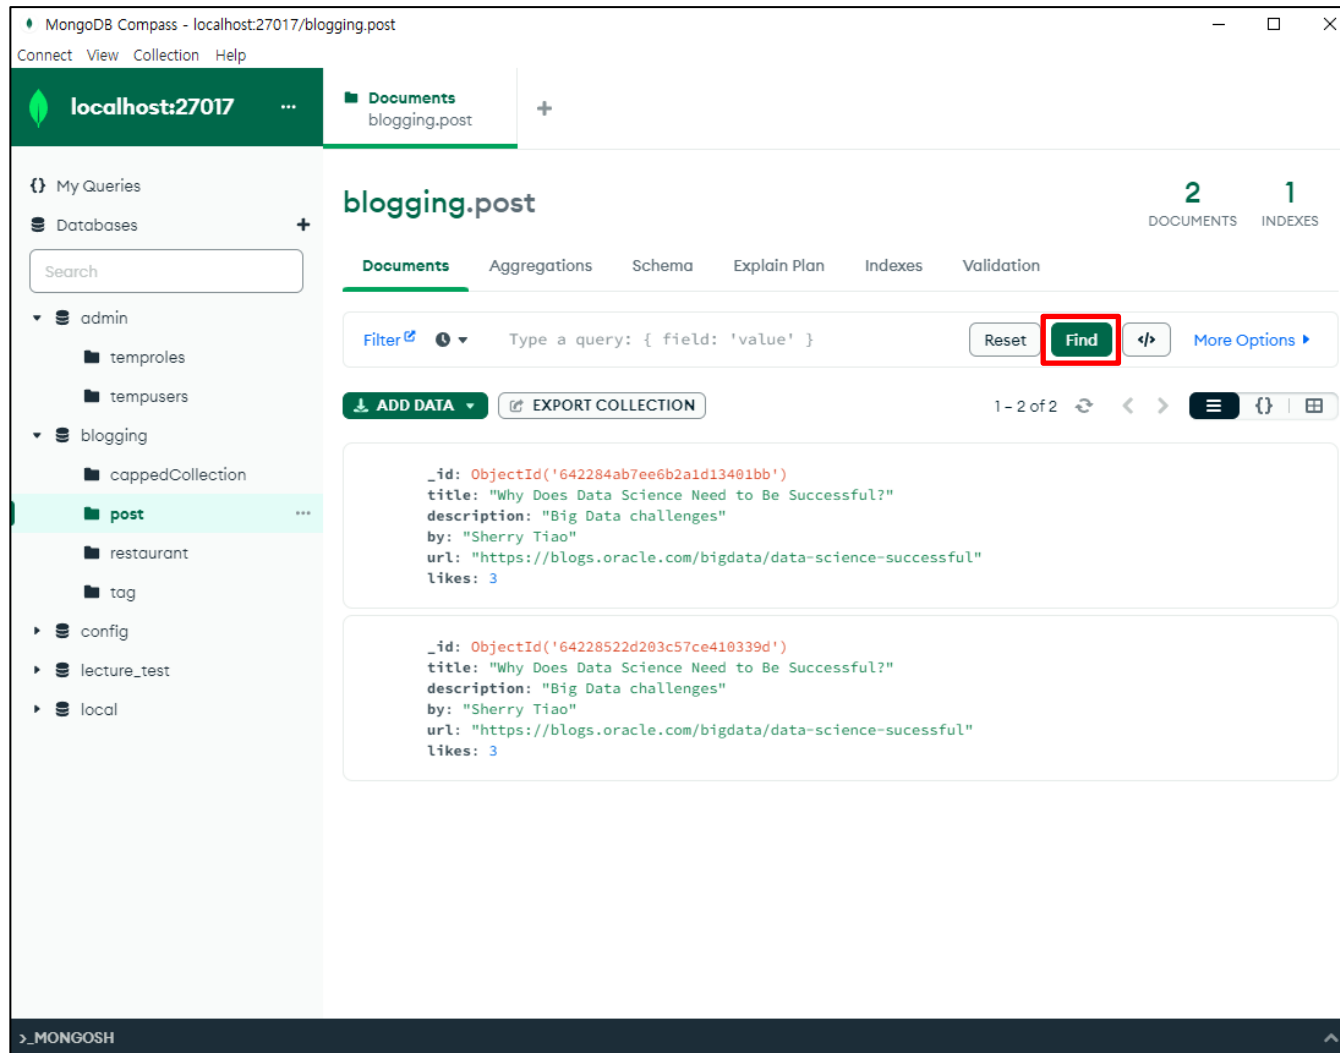 MongoDB Compass - localhost:27017/blogging.post
Connect View Collection Help
localhost:27017 ...
Documents
blogging.post
+
{} My Queries
Databases +
Search
admin
temproles
tempusers
blogging
cappedCollection
post ...
restaurant
tag
config
lecture_test
local
blogging.post
2
DOCUMENTS
1
INDEXES
Documents Aggregations Schema Explain Plan Indexes Validation
Filter Type a query: { field: 'value' } Reset Find </> More Options
ADD DATA EXPORT COLLECTION 1 – 2 of 2 < > {}
_id: ObjectId('642284ab7ee6b2a1d13401bb')
title: "Why Does Data Science Need to Be Successful?"
description: "Big Data challenges"
by: "Sherry Tiao"
url: "https://blogs.oracle.com/bigdata/data-science-successful"
likes: 3
_id: ObjectId('64228522d203c57ce410339d')
title: "Why Does Data Science Need to Be Successful?"
description: "Big Data challenges"
by: "Sherry Tiao"
url: "https://blogs.oracle.com/bigdata/data-science-sucessful"
likes: 3
>_MONGOSH